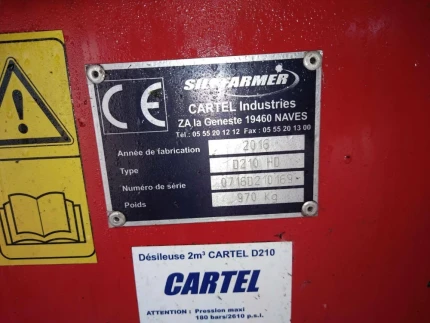 SILOFARMER
CE
CARTEL Industries
ZA la Geneste 19460 NAVES
Tél : 05 55 20 12 12 Fax : 05 55 20 13 00
Année de fabrication 2016
Type D210 HD
Numéro de série 0716D210169
Poids 970 Kg
Désileuse 2m³ CARTEL D210
CARTEL
ATTENTION : Pression maxi
180 bars/2610 p.s.i.